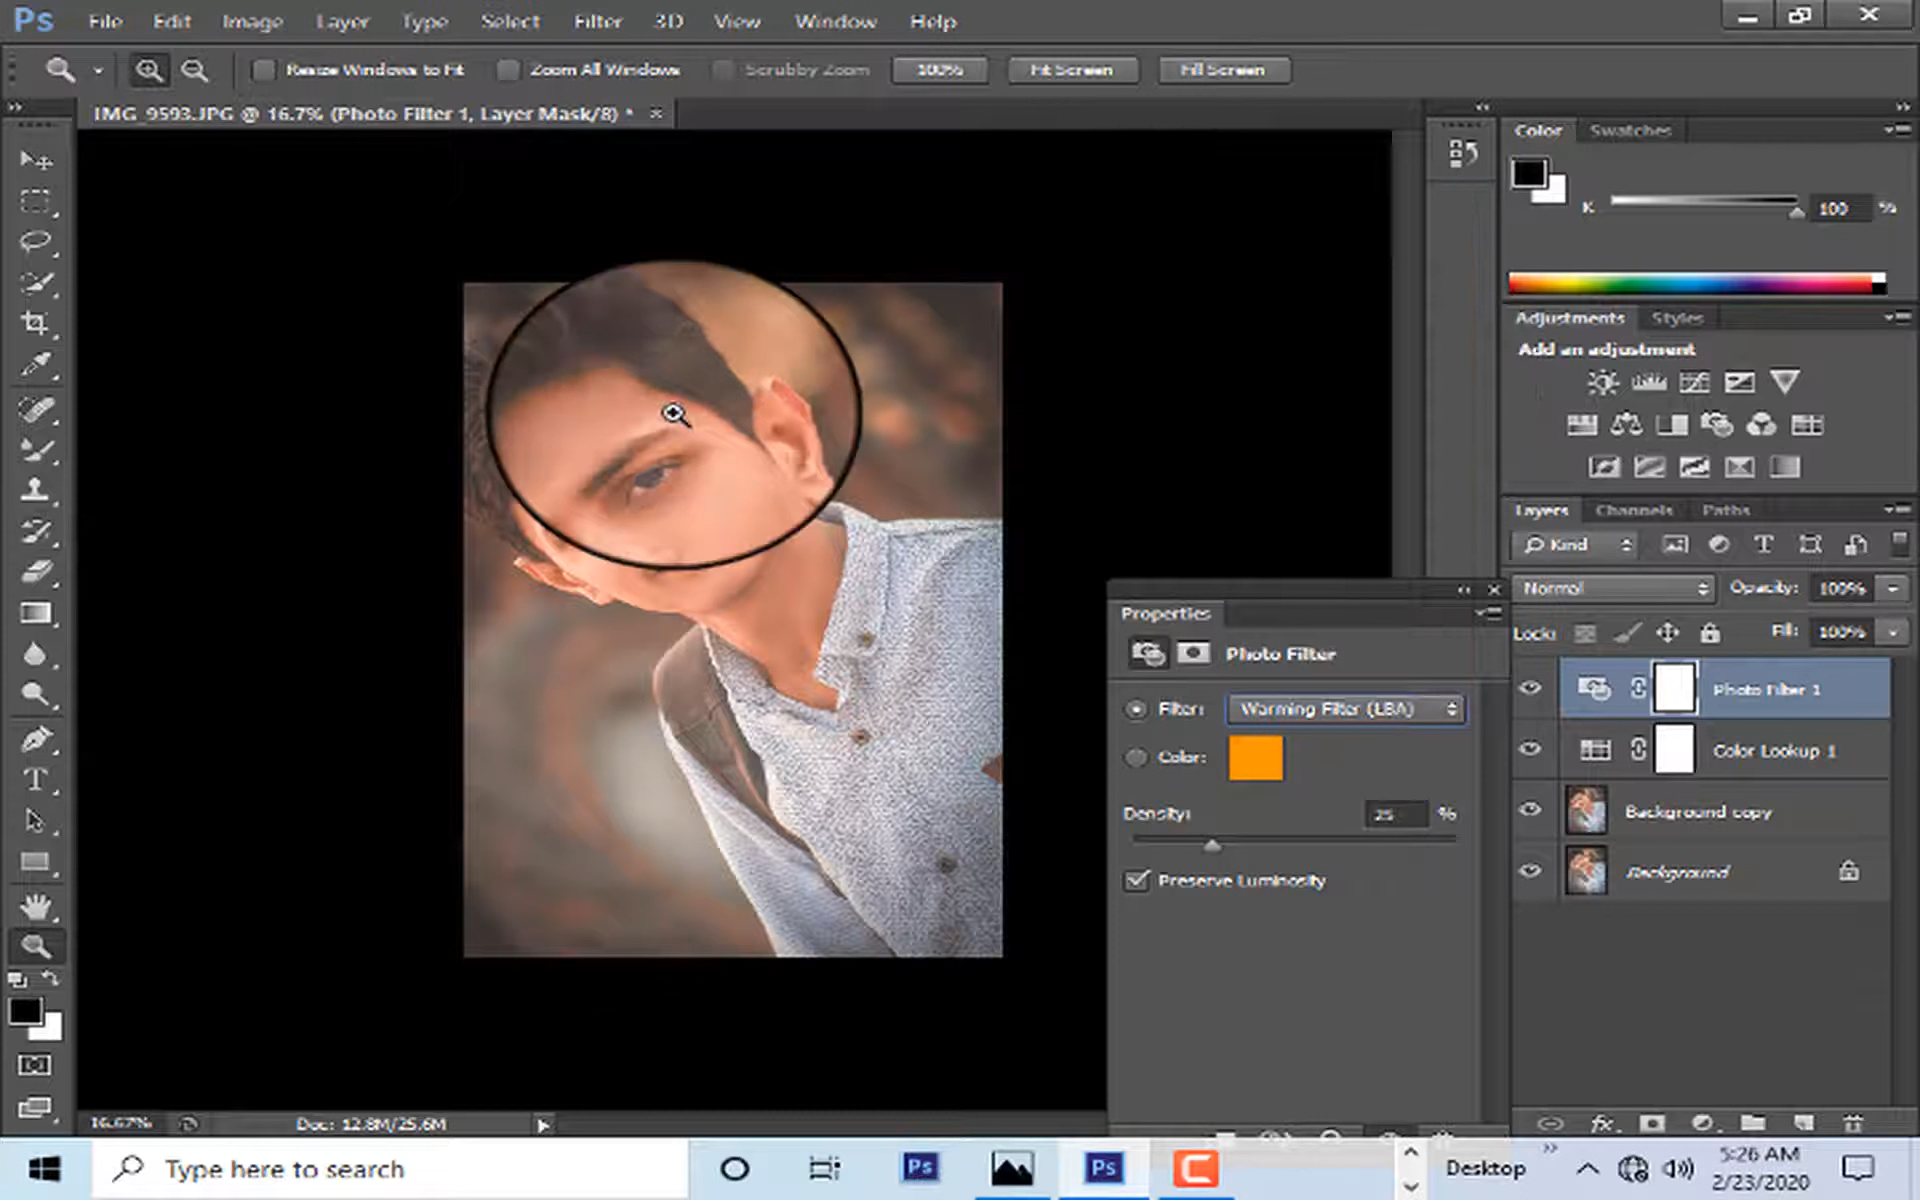 Ps File Edit Image Layer Type Select Filter 3D View Window Help
Resize Windows to Fit Zoom All Windows Scrubby Zoom 100% Fit Screen Fill Screen
IMG_9593.JPG @ 16.7% (Photo Filter 1, Layer Mask/8) * ×
Color Swatches
K 100 %
Adjustments Styles
Add an adjustment
Layers Channels Paths
Kind
Normal Opacity: 100%
Lock: Fill: 100%
Photo Filter 1
Color Lookup 1
Background copy
Background
Properties
Photo Filter
Filter: Warming Filter (LBA)
Color:
Density: 25 %
Preserve Luminosity
16.67% Doc: 12.8M/25.6M
Type here to search
Ps
Ps
Desktop
5:26 AM
2/23/2020